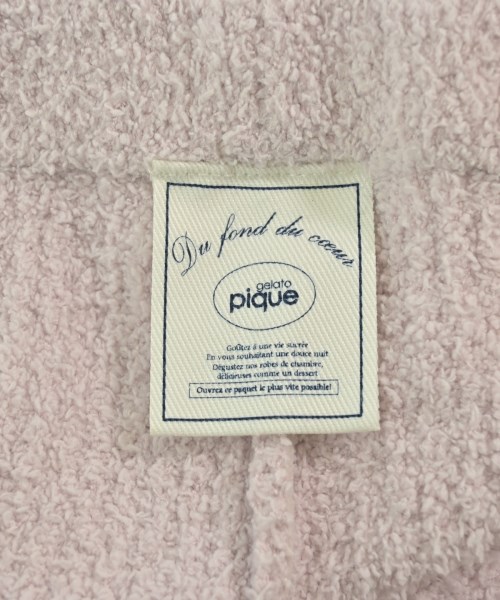 Du fond du cœur
gelato
pique
Goûtez à une vie sucrée
En vous souhaitant une douce nuit
Dégustez nos robes de chambre,
délicieuses comme un dessert
Ouvrez ce paquet le plus vite possible!